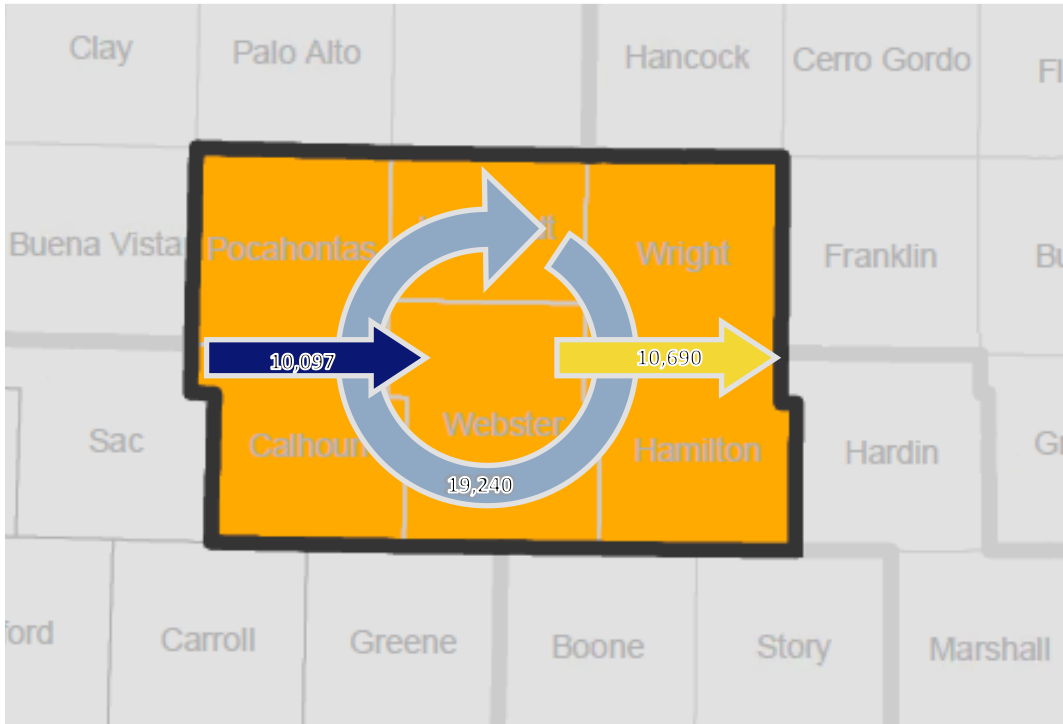 Clay
Palo Alto
Hancock
Cerro Gordo
Buena Vista
Pocahontas
Wright
Franklin
10,097
10,690
Sac
Calhoun
Webster
Hamilton
Hardin
19,240
Carroll
Greene
Boone
Story
Marshall